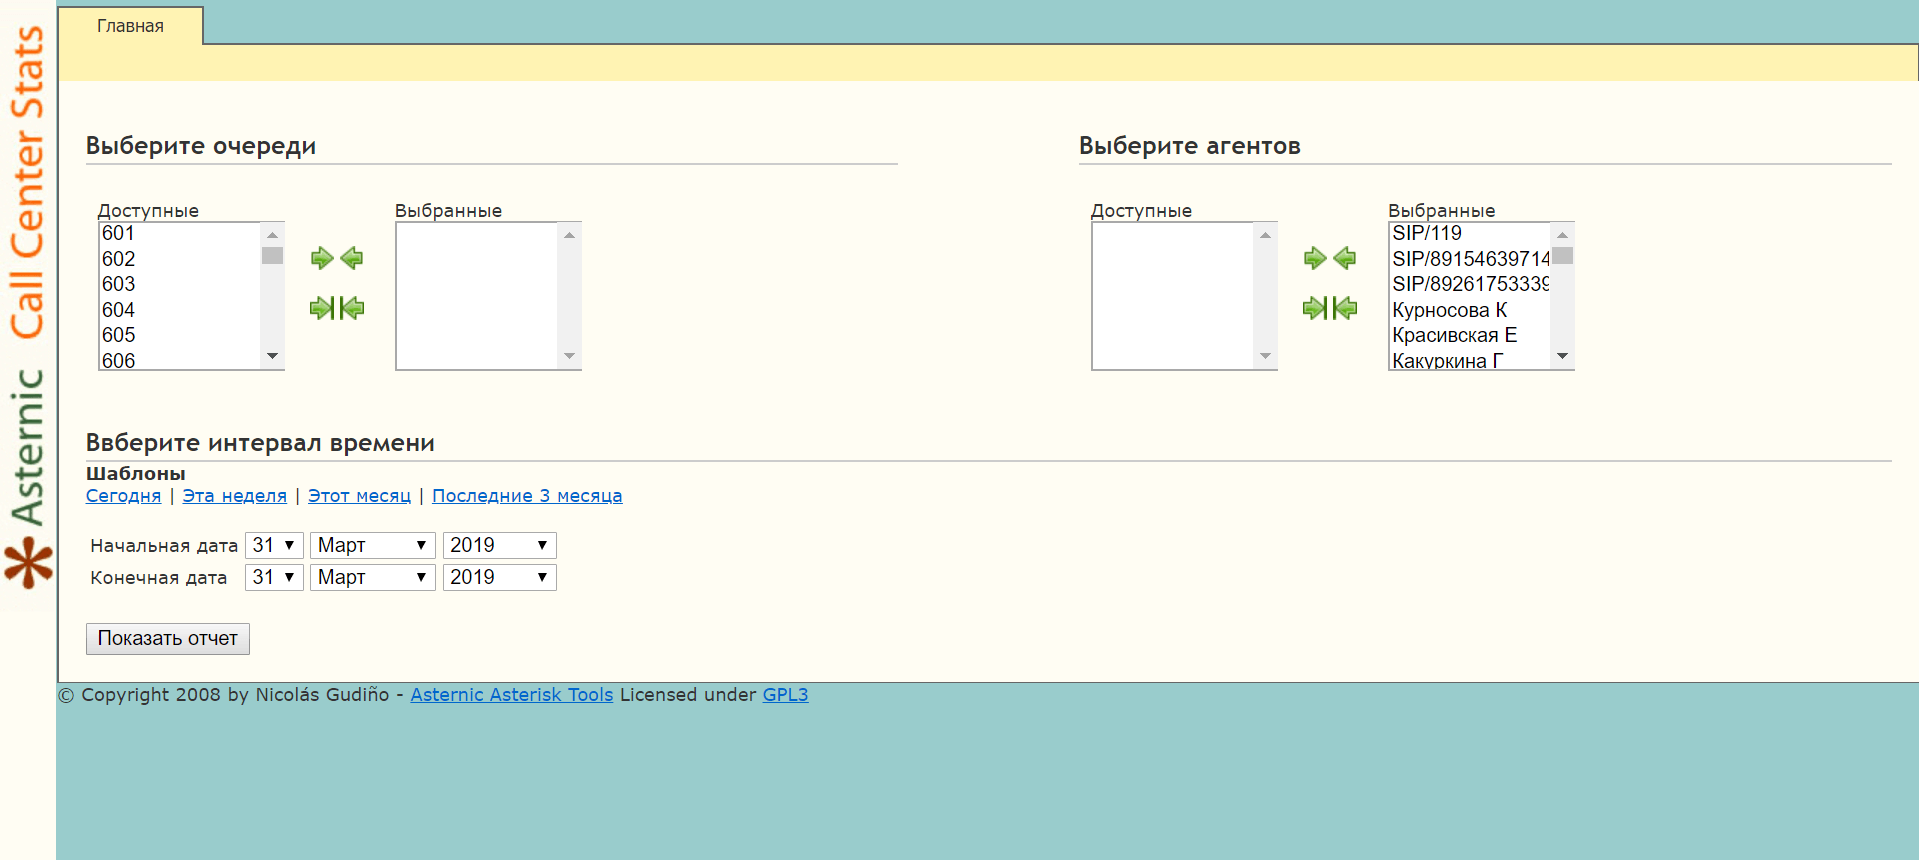 Главная
Asternic Call Center Stats
Выберите очереди
Доступные
601
602
603
604
605
606
Выбранные
Выберите агентов
Доступные
Выбранные
SIP/119
SIP/89154639714
SIP/89261753339
Курносова К
Красивская Е
Какуркина Г
Ввберите интервал времени
Шаблоны
Сегодня | Эта неделя | Этот месяц | Последние 3 месяца
Начальная дата 31 Март 2019
Конечная дата 31 Март 2019
Показать отчет
© Copyright 2008 by Nicolás Gudiño - Asternic Asterisk Tools Licensed under GPL3